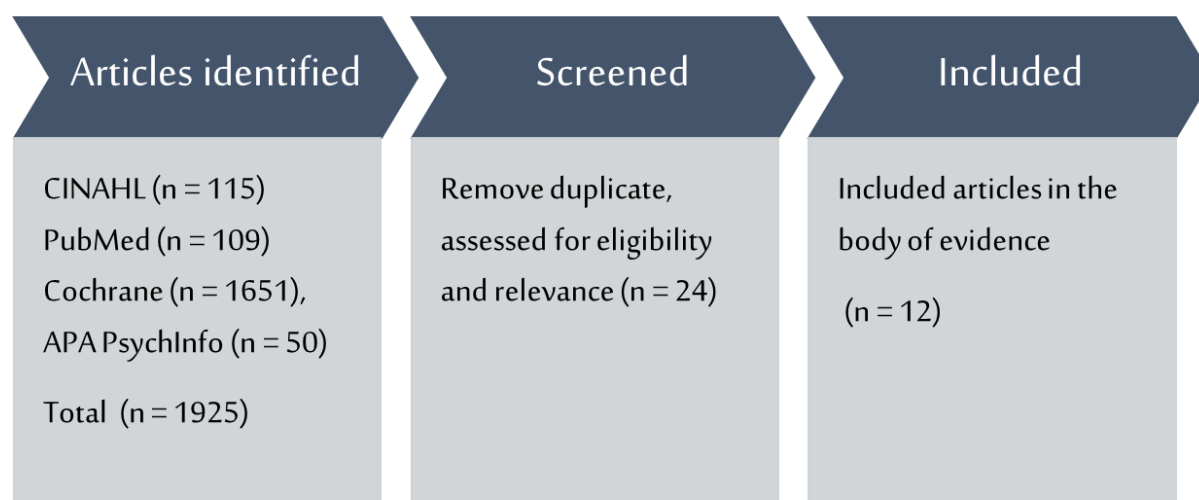 Articles identified
CINAHL (n = 115)
PubMed (n = 109)
Cochrane (n = 1651),
APA PsychInfo (n = 50)
Total (n = 1925)
Screened
Remove duplicate,
assessed for eligibility
and relevance (n = 24)
Included
Included articles in the
body of evidence
(n = 12)